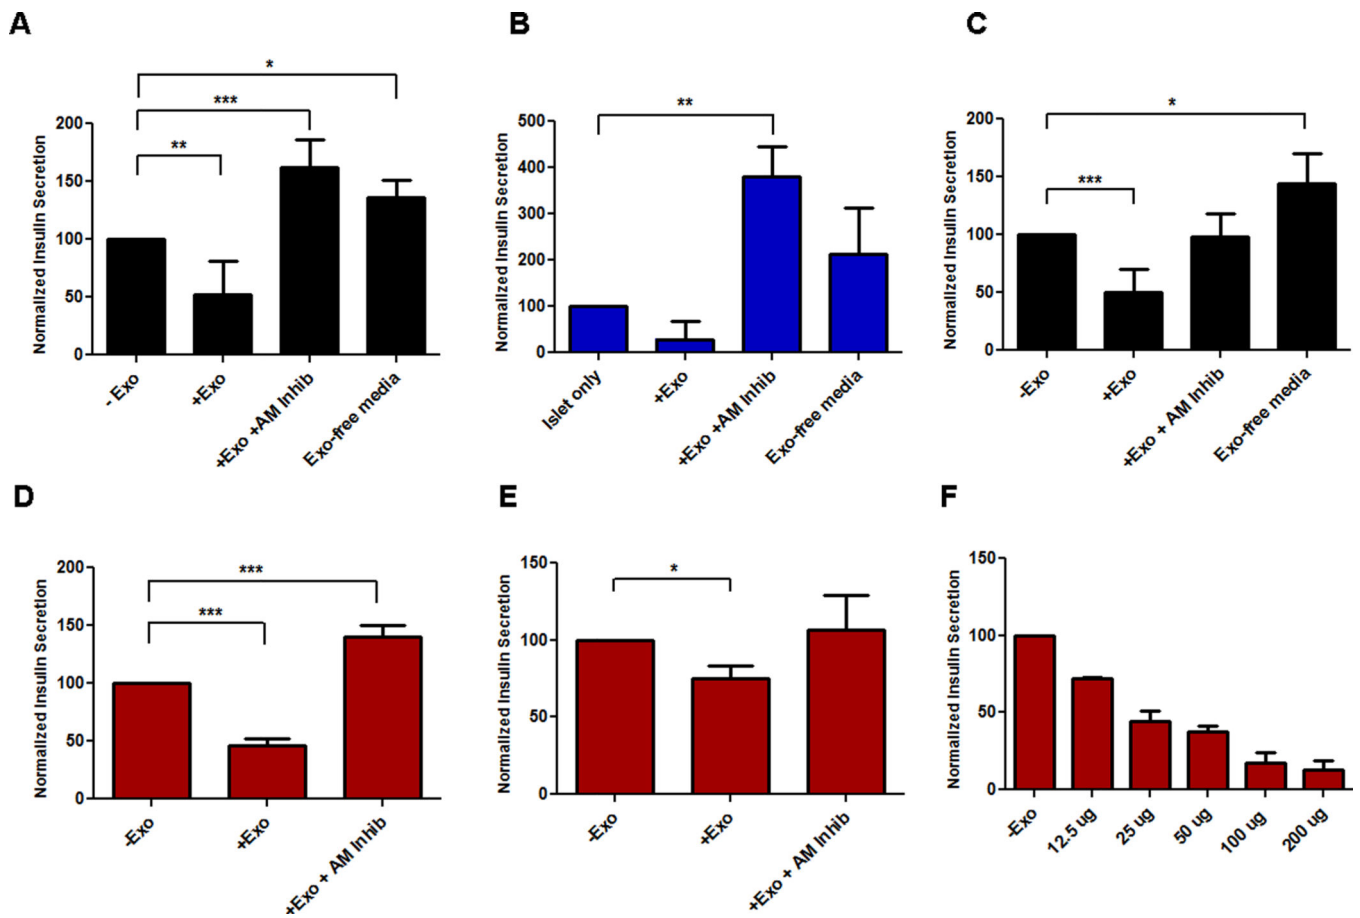 A
*
***
**
200
150
100
50
0
Normalized Insulin Secretion
- Exo
+Exo
+Exo +AM Inhib
Exo-free media
B
**
500
400
300
200
100
0
Normalized Insulin Secretion
Islet only
+Exo
+Exo +AM Inhib
Exo-free media
C
*
***
200
150
100
50
0
Normalized Insulin Secretion
-Exo
+Exo
+Exo + AM Inhib
Exo-free media
D
***
***
200
150
100
50
0
Normalized Insulin Secretion
-Exo
+Exo
+Exo + AM Inhib
E
*
150
100
50
0
Normalized Insulin Secretion
-Exo
+Exo
+Exo + AM Inhib
F
150
100
50
0
Normalized Insulin Secretion
-Exo
12.5 ug
25 ug
50 ug
100 ug
200 ug